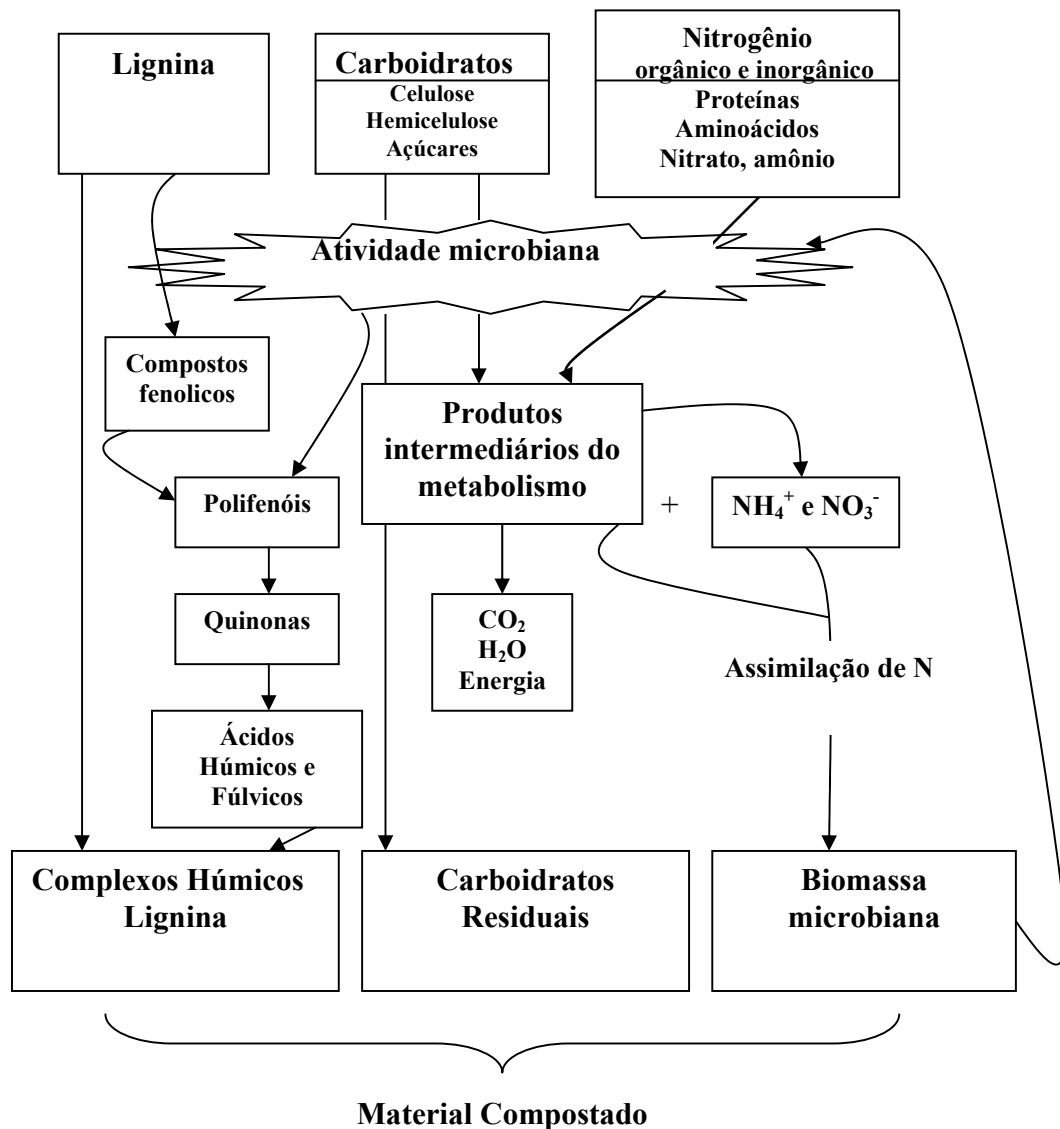 Lignina
Carboidratos
Celulose
Hemicelulose
Açúcares
Nitrogênio
orgânico e inorgânico
Proteínas
Aminoácidos
Nitrato, amônio
Atividade microbiana
Compostos
fenolicos
Produtos
intermediários do
metabolismo
Polifenóis
+
NH₄⁺ e NO₃⁻
Quinonas
CO₂
H₂O
Energia
Assimilação de N
Ácidos
Húmicos e
Fúlvicos
Complexos Húmicos
Lignina
Carboidratos
Residuais
Biomassa
microbiana
Material Compostado